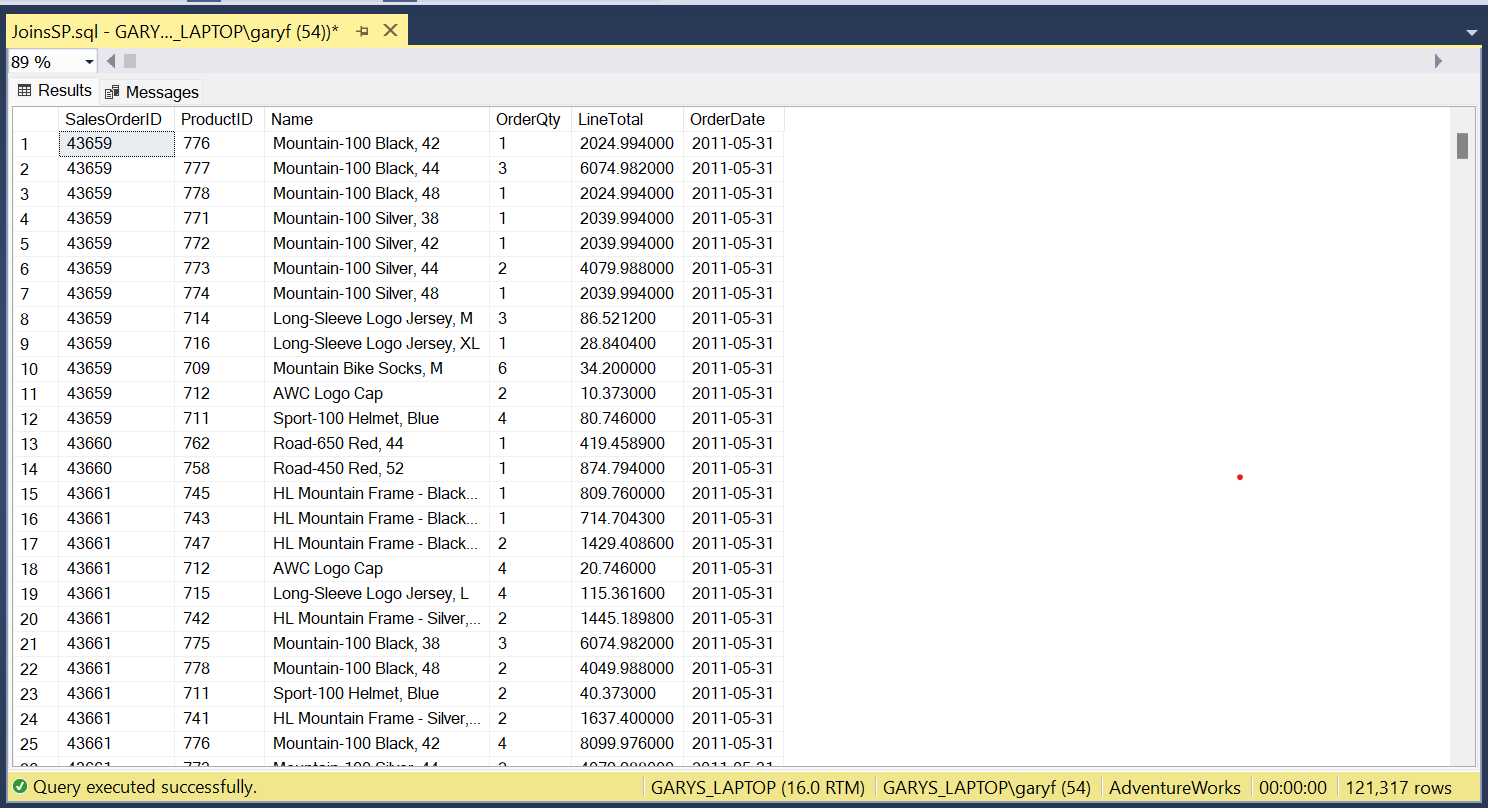 JoinsSP.sql - GARY..._LAPTOP\garyf (54))*
89 %
Results Messages
SalesOrderID ProductID Name OrderQty LineTotal OrderDate
1 43659 776 Mountain-100 Black, 42 1 2024.994000 2011-05-31
2 43659 777 Mountain-100 Black, 44 3 6074.982000 2011-05-31
3 43659 778 Mountain-100 Black, 48 1 2024.994000 2011-05-31
4 43659 771 Mountain-100 Silver, 38 1 2039.994000 2011-05-31
5 43659 772 Mountain-100 Silver, 42 1 2039.994000 2011-05-31
6 43659 773 Mountain-100 Silver, 44 2 4079.988000 2011-05-31
7 43659 774 Mountain-100 Silver, 48 1 2039.994000 2011-05-31
8 43659 714 Long-Sleeve Logo Jersey, M 3 86.521200 2011-05-31
9 43659 716 Long-Sleeve Logo Jersey, XL 1 28.840400 2011-05-31
10 43659 709 Mountain Bike Socks, M 6 34.200000 2011-05-31
11 43659 712 AWC Logo Cap 2 10.373000 2011-05-31
12 43659 711 Sport-100 Helmet, Blue 4 80.746000 2011-05-31
13 43660 762 Road-650 Red, 44 1 419.458900 2011-05-31
14 43660 758 Road-450 Red, 52 1 874.794000 2011-05-31
15 43661 745 HL Mountain Frame - Black... 1 809.760000 2011-05-31
16 43661 743 HL Mountain Frame - Black... 1 714.704300 2011-05-31
17 43661 747 HL Mountain Frame - Black... 2 1429.408600 2011-05-31
18 43661 712 AWC Logo Cap 4 20.746000 2011-05-31
19 43661 715 Long-Sleeve Logo Jersey, L 4 115.361600 2011-05-31
20 43661 742 HL Mountain Frame - Silver,... 2 1445.189800 2011-05-31
21 43661 775 Mountain-100 Black, 38 3 6074.982000 2011-05-31
22 43661 778 Mountain-100 Black, 48 2 4049.988000 2011-05-31
23 43661 711 Sport-100 Helmet, Blue 2 40.373000 2011-05-31
24 43661 741 HL Mountain Frame - Silver,... 2 1637.400000 2011-05-31
25 43661 776 Mountain-100 Black, 42 4 8099.976000 2011-05-31
Query executed successfully. GARYS_LAPTOP (16.0 RTM) GARYS_LAPTOP\garyf (54) AdventureWorks 00:00:00 121,317 rows